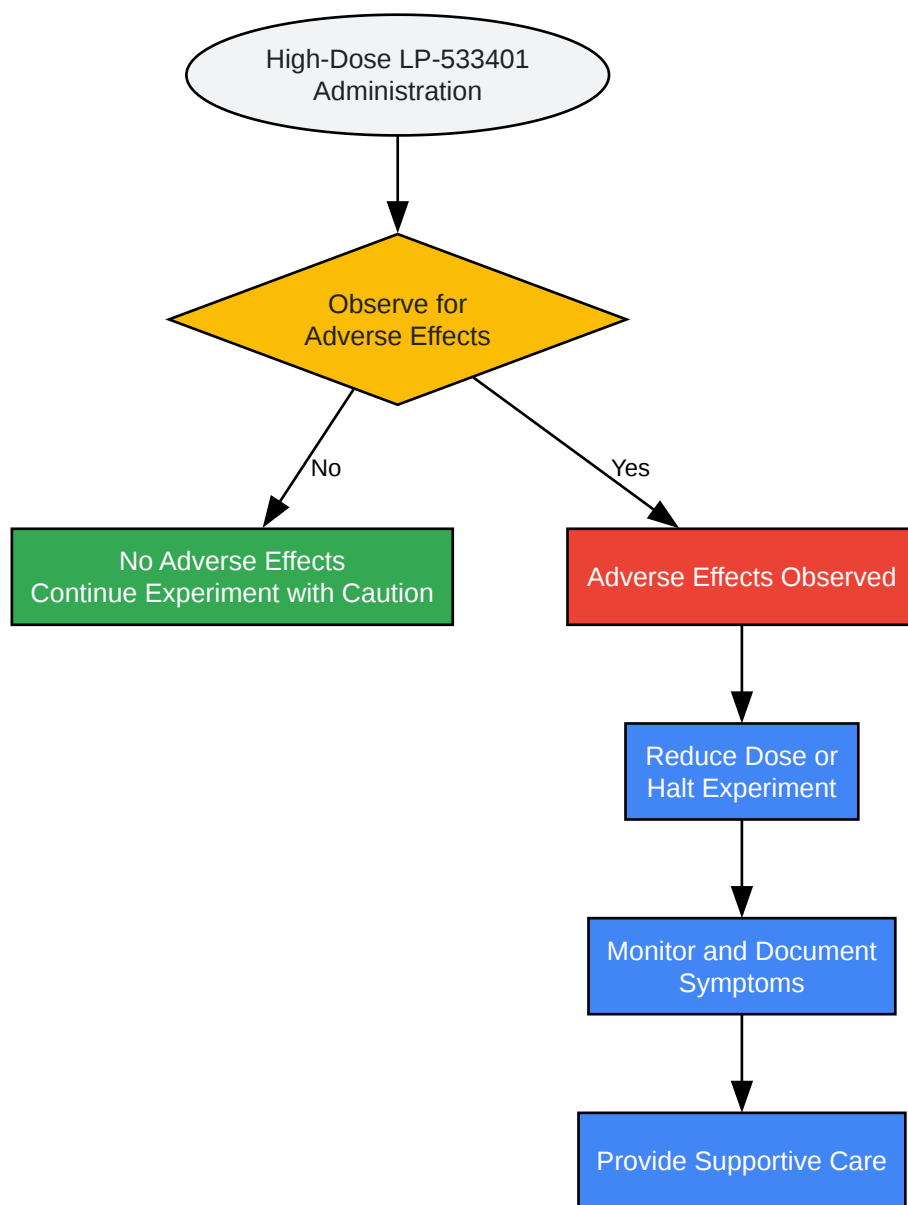 High-Dose LP-533401
Administration
Observe for
Adverse Effects
No
Yes
No Adverse Effects
Continue Experiment with Caution
Adverse Effects Observed
Reduce Dose or
Halt Experiment
Monitor and Document
Symptoms
Provide Supportive Care